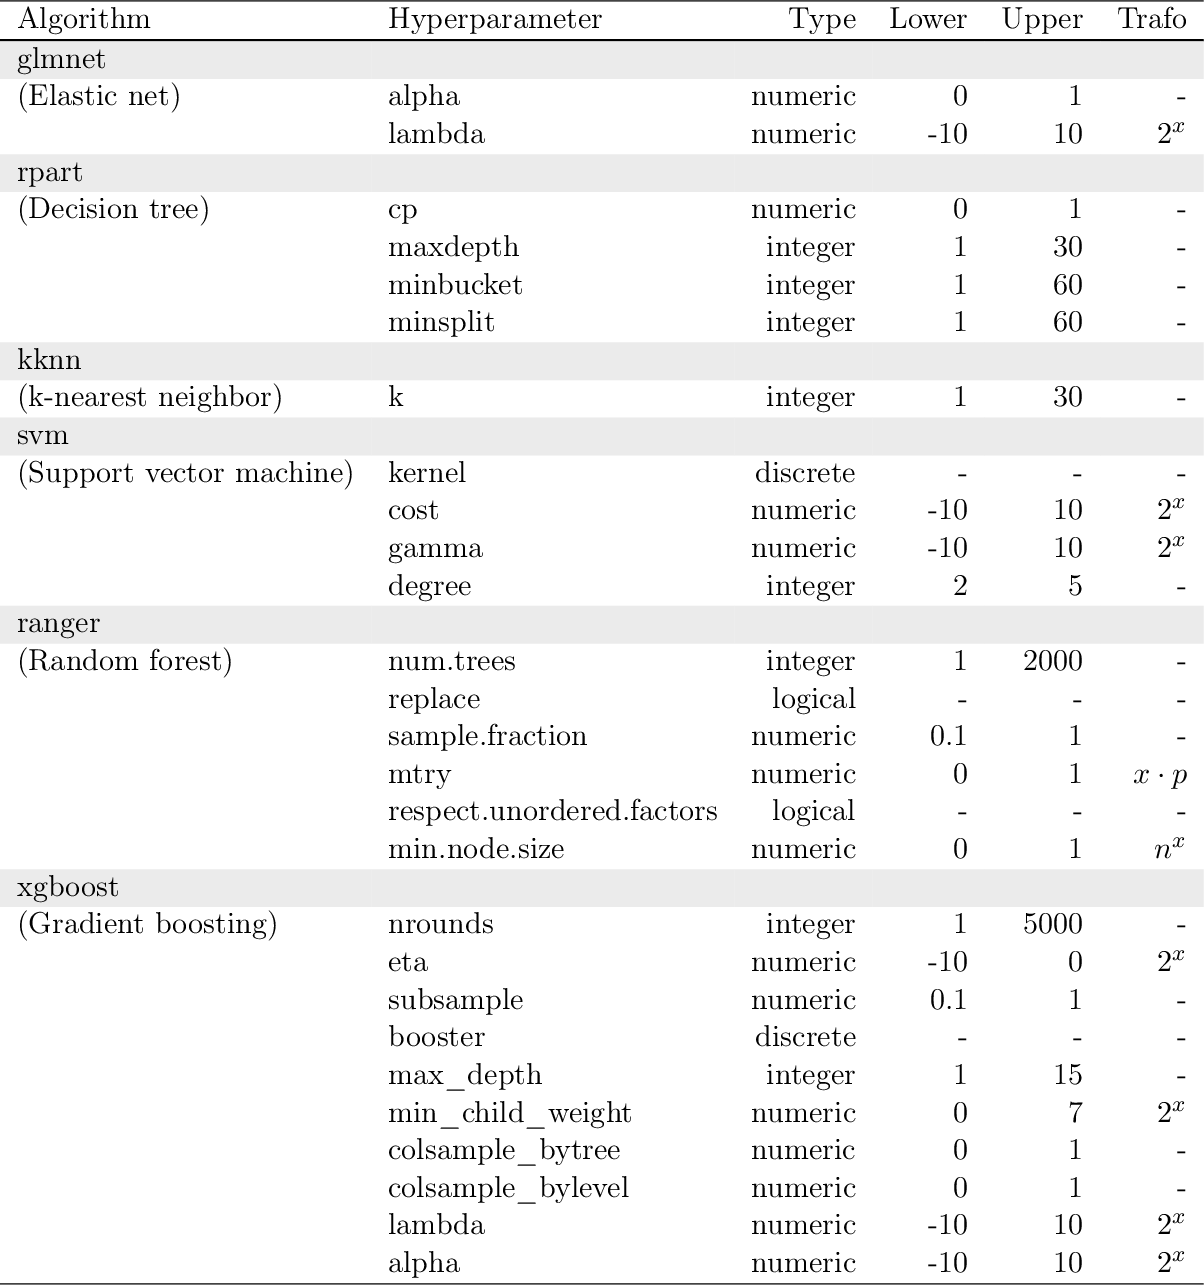 Algorithm Hyperparameter Type Lower Upper Trafo
glmnet
(Elastic net) alpha numeric 0 1 -
lambda numeric -10 10 2^x
rpart
(Decision tree) cp numeric 0 1 -
maxdepth integer 1 30 -
minbucket integer 1 60 -
minsplit integer 1 60 -
kknn
(k-nearest neighbor) k integer 1 30 -
svm
(Support vector machine) kernel discrete - - -
cost numeric -10 10 2^x
gamma numeric -10 10 2^x
degree integer 2 5 -
ranger
(Random forest) num.trees integer 1 2000 -
replace logical - - -
sample.fraction numeric 0.1 1 -
mtry numeric 0 1 x · p
respect.unordered.factors logical - - -
min.node.size numeric 0 1 n^x
xgboost
(Gradient boosting) nrounds integer 1 5000 -
eta numeric -10 0 2^x
subsample numeric 0.1 1 -
booster discrete - - -
max_depth integer 1 15 -
min_child_weight numeric 0 7 2^x
colsample_bytree numeric 0 1 -
colsample_bylevel numeric 0 1 -
lambda numeric -10 10 2^x
alpha numeric -10 10 2^x